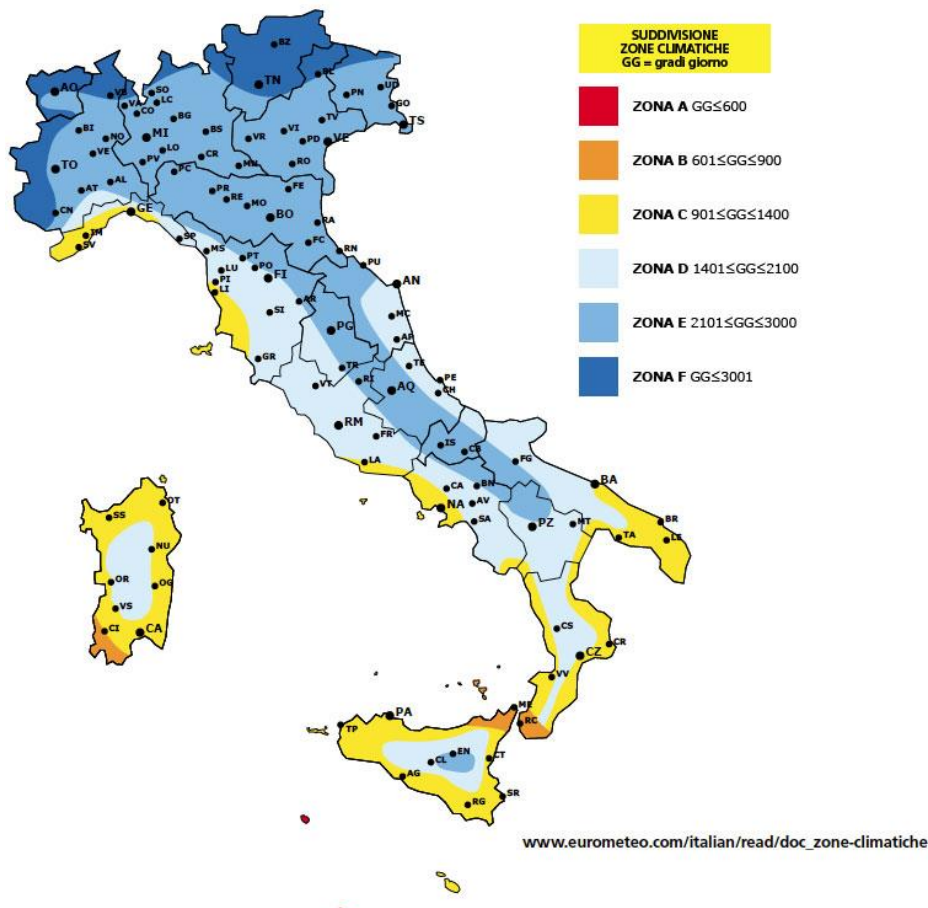 SUDDIVISIONE
ZONE CLIMATICHE
GG = gradi giorno
ZONA A GG≤600
ZONA B 601≤GG≤900
ZONA C 901≤GG≤1400
ZONA D 1401≤GG≤2100
ZONA E 2101≤GG≤3000
ZONA F GG≤3001
BZ
TN
BL
UD
PN
GO
TS
AO
VB
SO
LC
VA
CO
BG
TV
BI
NO
MI
BS
VR
VI
PD
VE
VE
LO
TO
PV
CR
MN
RO
PC
AL
AT
PR
RE
MO
FE
CN
GE
BO
RA
IM
SV
SP
FC
MS
PT
RN
PU
LU
PO
FI
PI
LI
AN
AR
SI
MC
PG
AP
GR
TR
TE
VT
RI
AQ
PE
CH
RM
FR
IS
CB
LA
FG
CA
BN
BA
NA
AV
SA
PZ
MT
BR
TA
LE
OT
SS
NU
OR
OG
VS
CI
CA
CS
CR
CZ
VV
ME
RC
PA
TP
EN
CL
CT
AG
SR
RG
www.eurometeo.com/italian/read/doc_zone-climatiche